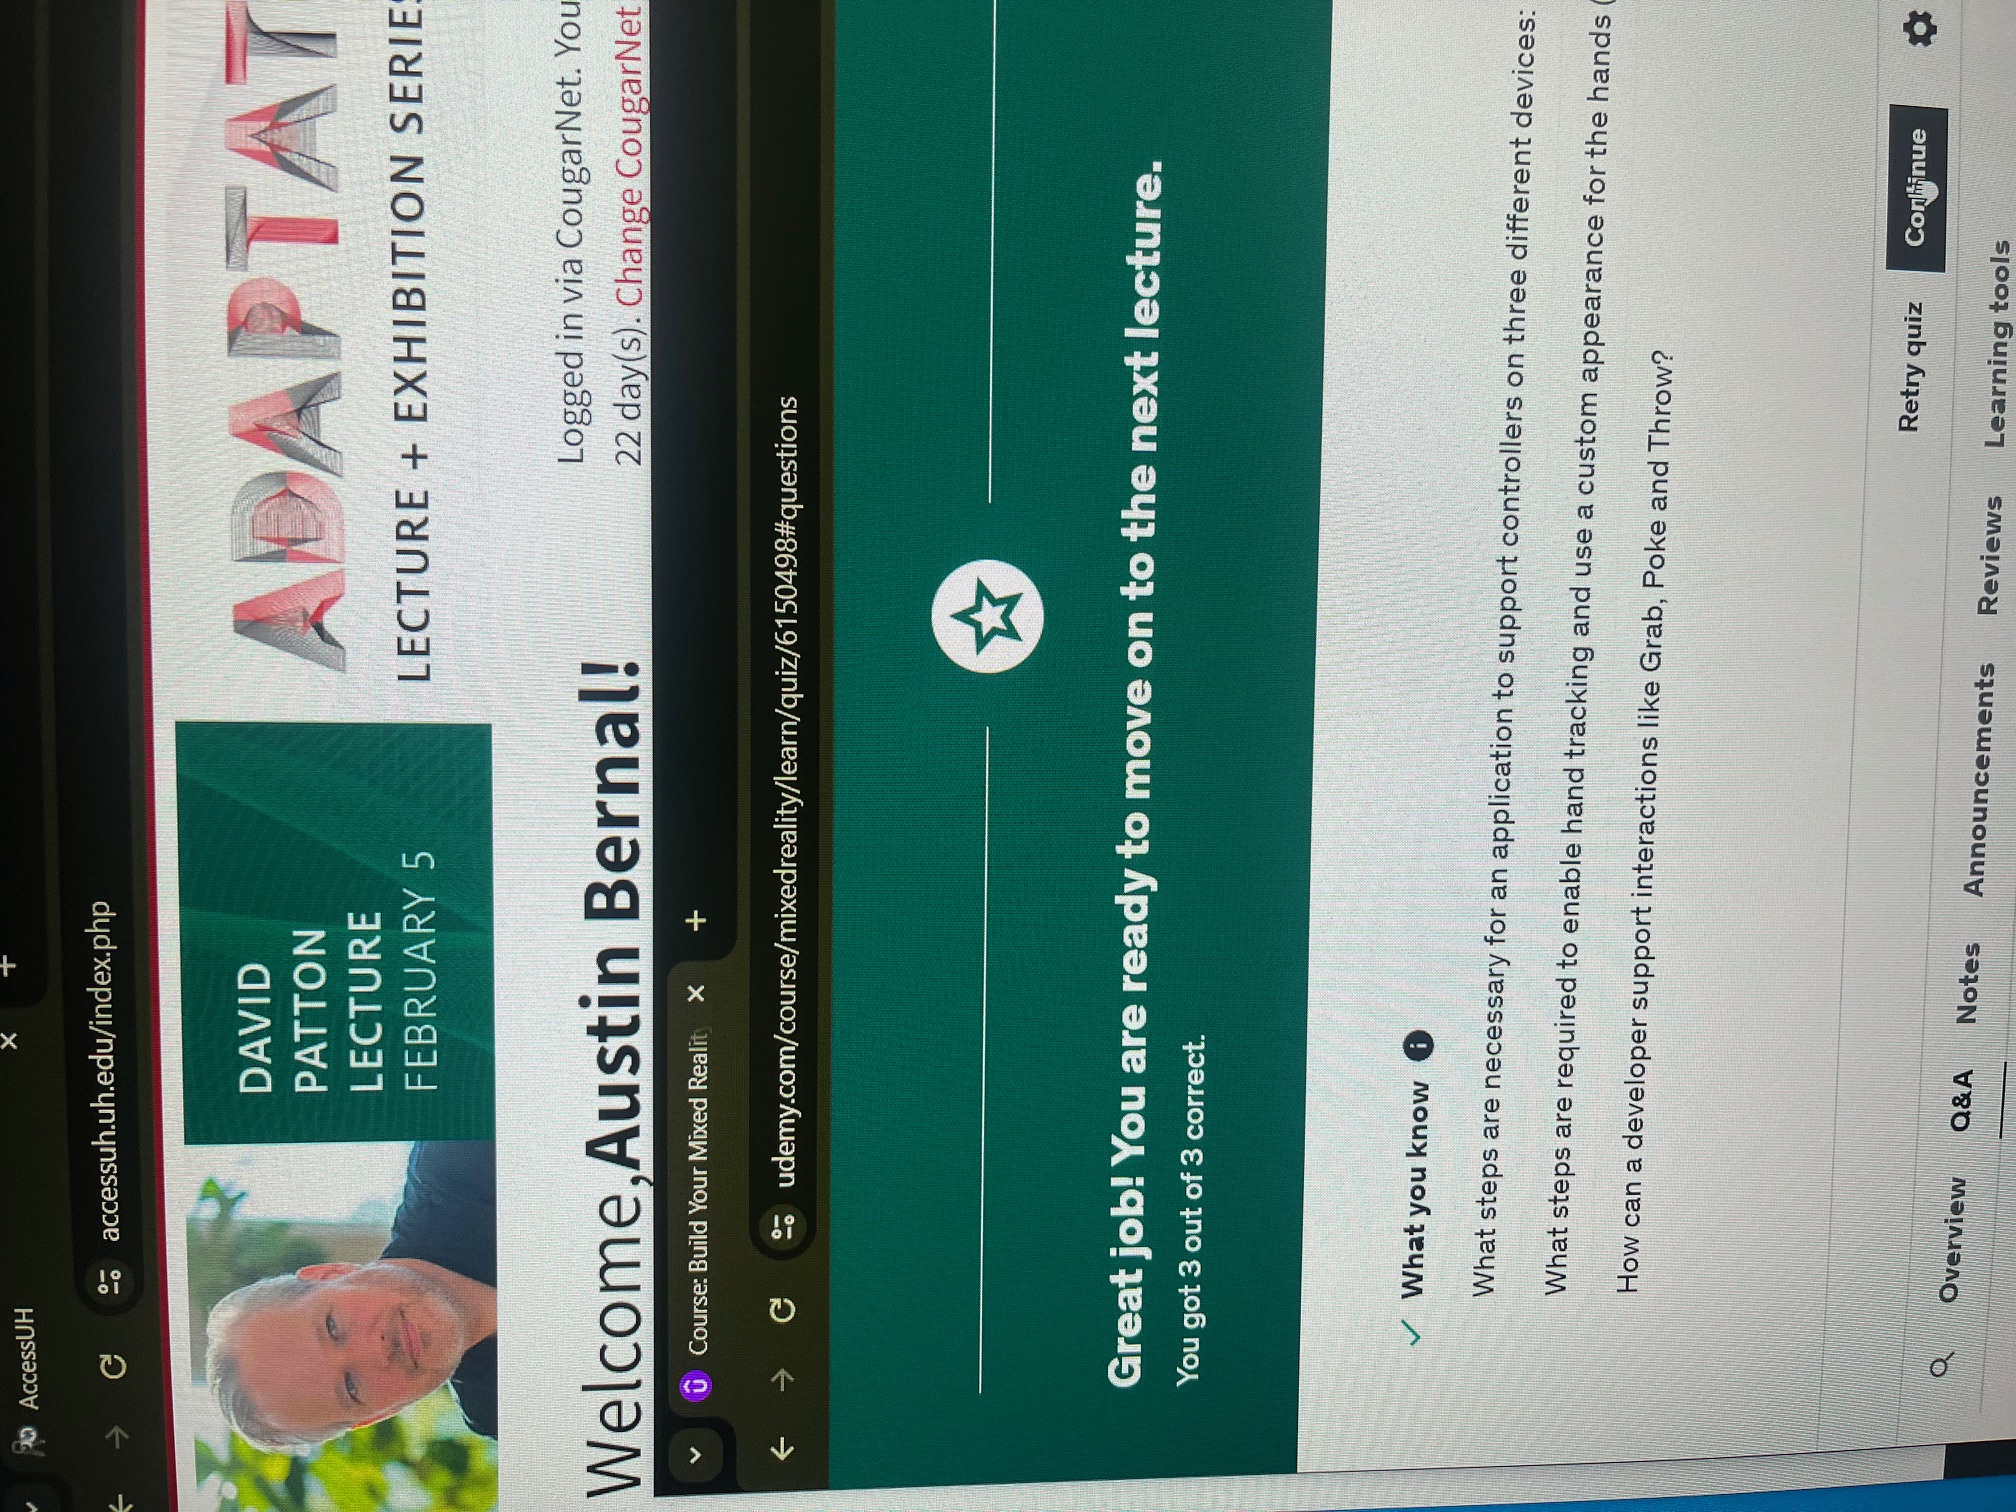 AccessUH
accessuh.uh.edu/index.php
DAVID
PATTON
LECTURE
FEBRUARY 5
ADAPTAT
LECTURE + EXHIBITION SERIES
Welcome, Austin Bernal!
Logged in via CougarNet. You
22 day(s). Change CougarNet
Course: Build Your Mixed Reality
udemy.com/course/mixedreality/learn/quiz/6150498#questions
Great job! You are ready to move on to the next lecture.
You got 3 out of 3 correct.
What you know
What steps are necessary for an application to support controllers on three different devices:
What steps are required to enable hand tracking and use a custom appearance for the hands (
How can a developer support interactions like Grab, Poke and Throw?
Retry quiz
Continue
Overview Q&A Notes Announcements Reviews Learning tools